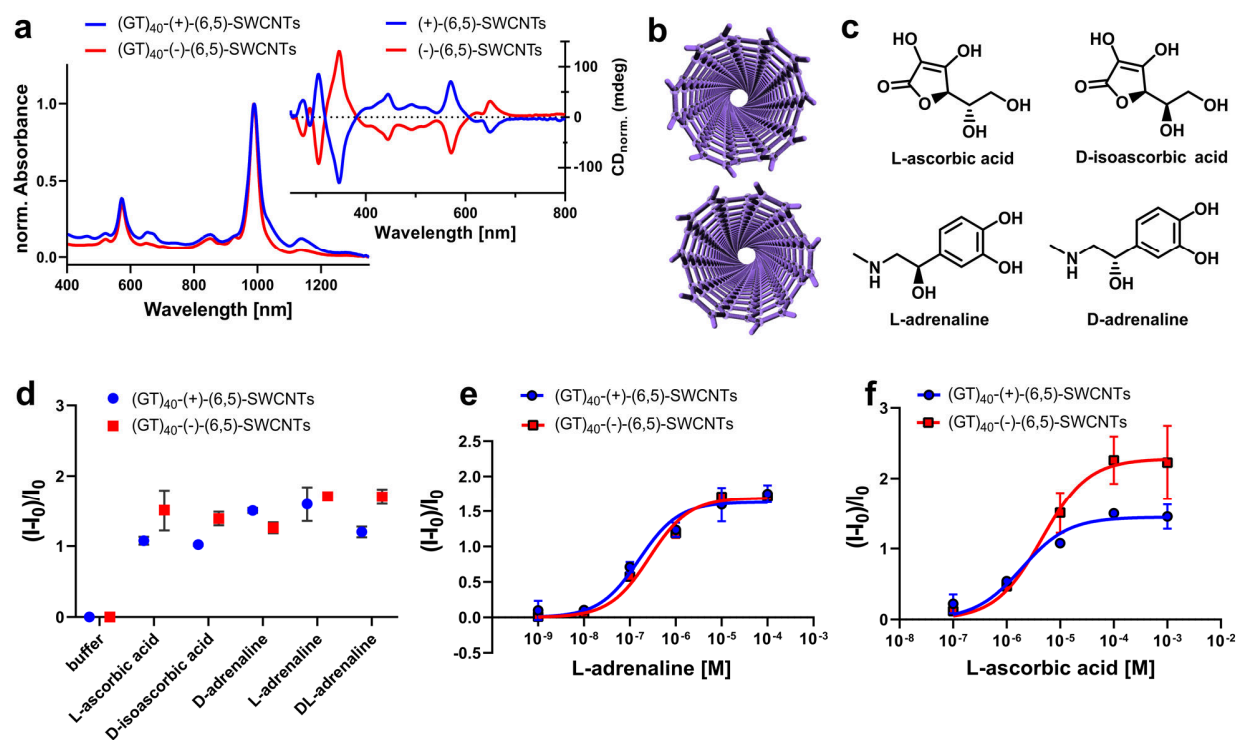 a
(GT)40-(+)-(6,5)-SWCNTs
(GT)40-(-)-(6,5)-SWCNTs
(+)-(6,5)-SWCNTs
(-)-(6,5)-SWCNTs
norm. Absorbance
1.0
0.5
0.0
400 600 800 1000 1200
Wavelength [nm]
100
0
-100
CDnorm. (mdeg)
400 600 800
Wavelength [nm]
b
c
HO OH
O
O
OH
OH
L-ascorbic acid
HO OH
O
O
OH
OH
D-isoascorbic acid
OH
OH
N
H
OH
L-adrenaline
OH
OH
N
H
OH
D-adrenaline
d
(GT)40-(+)-(6,5)-SWCNTs
(GT)40-(-)-(6,5)-SWCNTs
(I-I0)/I0
3
2
1
0
buffer
L-ascorbic acid
D-isoascorbic acid
D-adrenaline
L-adrenaline
DL-adrenaline
e
(GT)40-(+)-(6,5)-SWCNTs
(GT)40-(-)-(6,5)-SWCNTs
(I-I0)/I0
2.0
1.5
1.0
0.5
0.0
-0.5
10-9 10-8 10-7 10-6 10-5 10-4 10-3
L-adrenaline [M]
f
(GT)40-(+)-(6,5)-SWCNTs
(GT)40-(-)-(6,5)-SWCNTs
(I-I0)/I0
3
2
1
0
10-8 10-7 10-6 10-5 10-4 10-3 10-2
L-ascorbic acid [M]